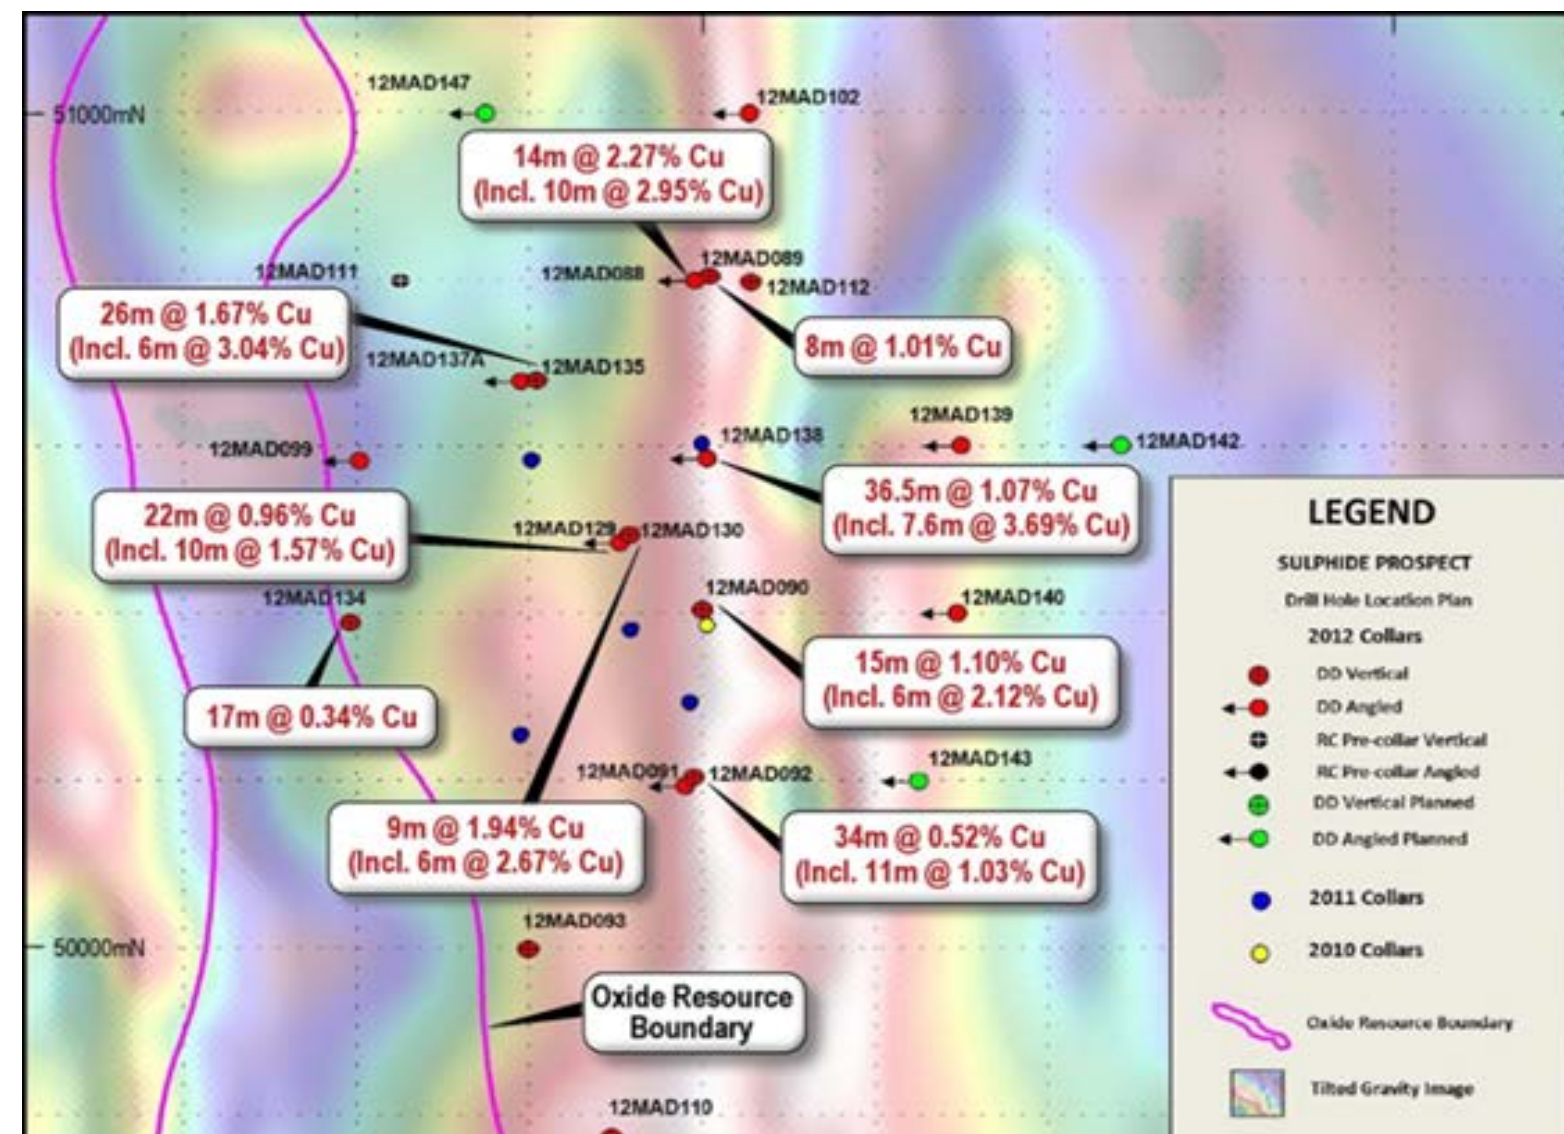 12MAD147
12MAD102
51000mN
14m @ 2.27% Cu
(Incl. 10m @ 2.95% Cu)
12MAD111
12MAD088
12MAD089
12MAD112
26m @ 1.67% Cu
(Incl. 6m @ 3.04% Cu)
8m @ 1.01% Cu
12MAD137A
12MAD135
12MAD099
12MAD138
12MAD139
12MAD142
22m @ 0.96% Cu
(Incl. 10m @ 1.57% Cu)
36.5m @ 1.07% Cu
(Incl. 7.6m @ 3.69% Cu)
12MAD129
12MAD130
12MAD134
12MAD090
12MAD140
17m @ 0.34% Cu
15m @ 1.10% Cu
(Incl. 6m @ 2.12% Cu)
12MAD091
12MAD092
12MAD143
9m @ 1.94% Cu
(Incl. 6m @ 2.67% Cu)
34m @ 0.52% Cu
(Incl. 11m @ 1.03% Cu)
12MAD093
50000mN
Oxide Resource
Boundary
12MAD110
LEGEND
SULPHIDE PROSPECT
Drill Hole Location Plan
2012 Collars
DD Vertical
DD Angled
RC Pre-collar Vertical
RC Pre-collar Angled
DD Vertical Planned
DD Angled Planned
2011 Collars
2010 Collars
Oxide Resource Boundary
Tilted Gravity Image